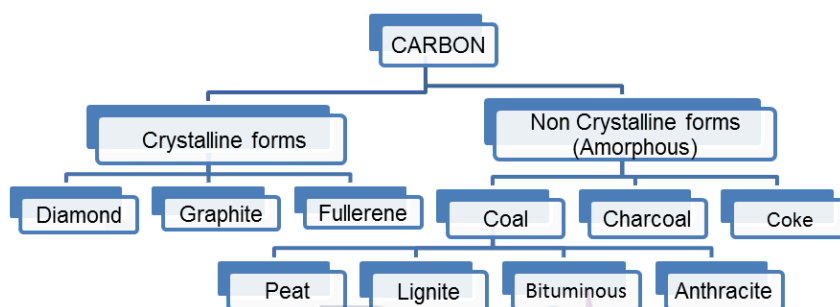 CARBON
Crystalline forms
Non Crystalline forms
(Amorphous)
Diamond
Graphite
Fullerene
Coal
Charcoal
Coke
Peat
Lignite
Bituminous
Anthracite